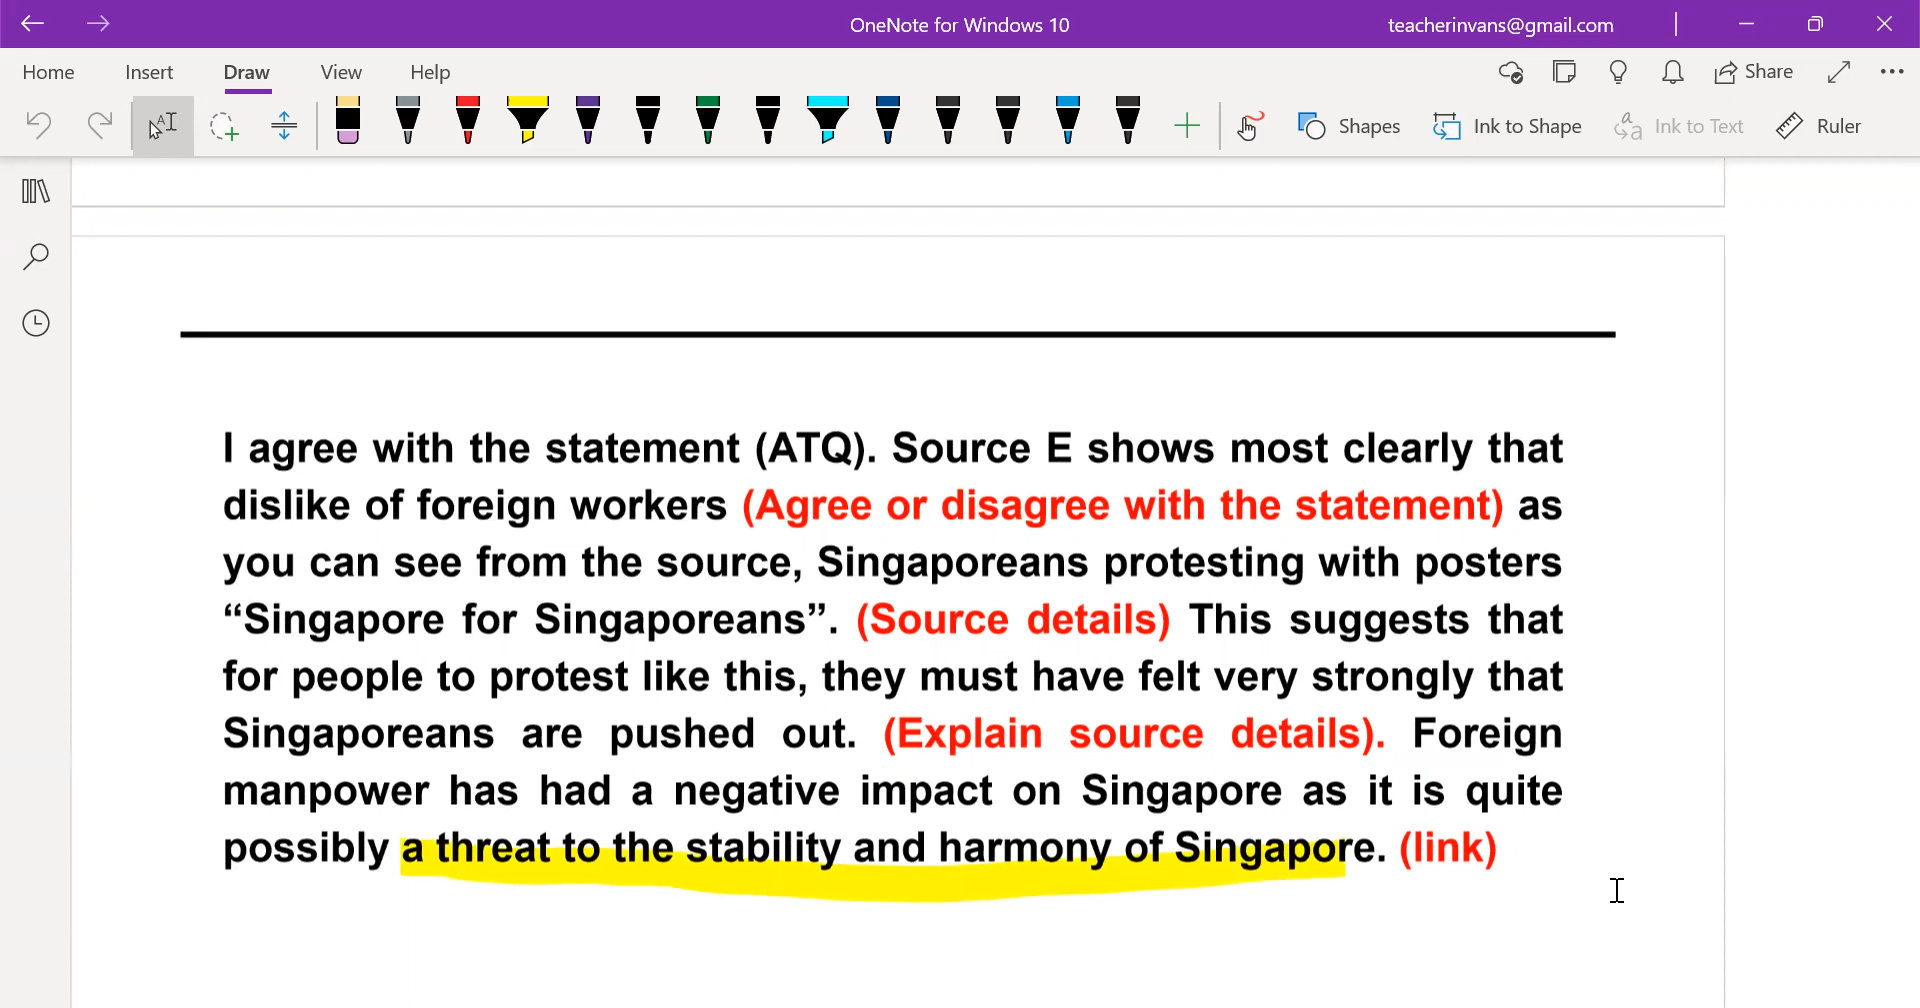 OneNote for Windows 10
teacherinvans@gmail.com
Home Insert Draw View Help
Share
Shapes Ink to Shape Ink to Text Ruler
I agree with the statement (ATQ). Source E shows most clearly that
dislike of foreign workers (Agree or disagree with the statement) as
you can see from the source, Singaporeans protesting with posters
“Singapore for Singaporeans”. (Source details) This suggests that
for people to protest like this, they must have felt very strongly that
Singaporeans are pushed out. (Explain source details). Foreign
manpower has had a negative impact on Singapore as it is quite
possibly a threat to the stability and harmony of Singapore. (link)